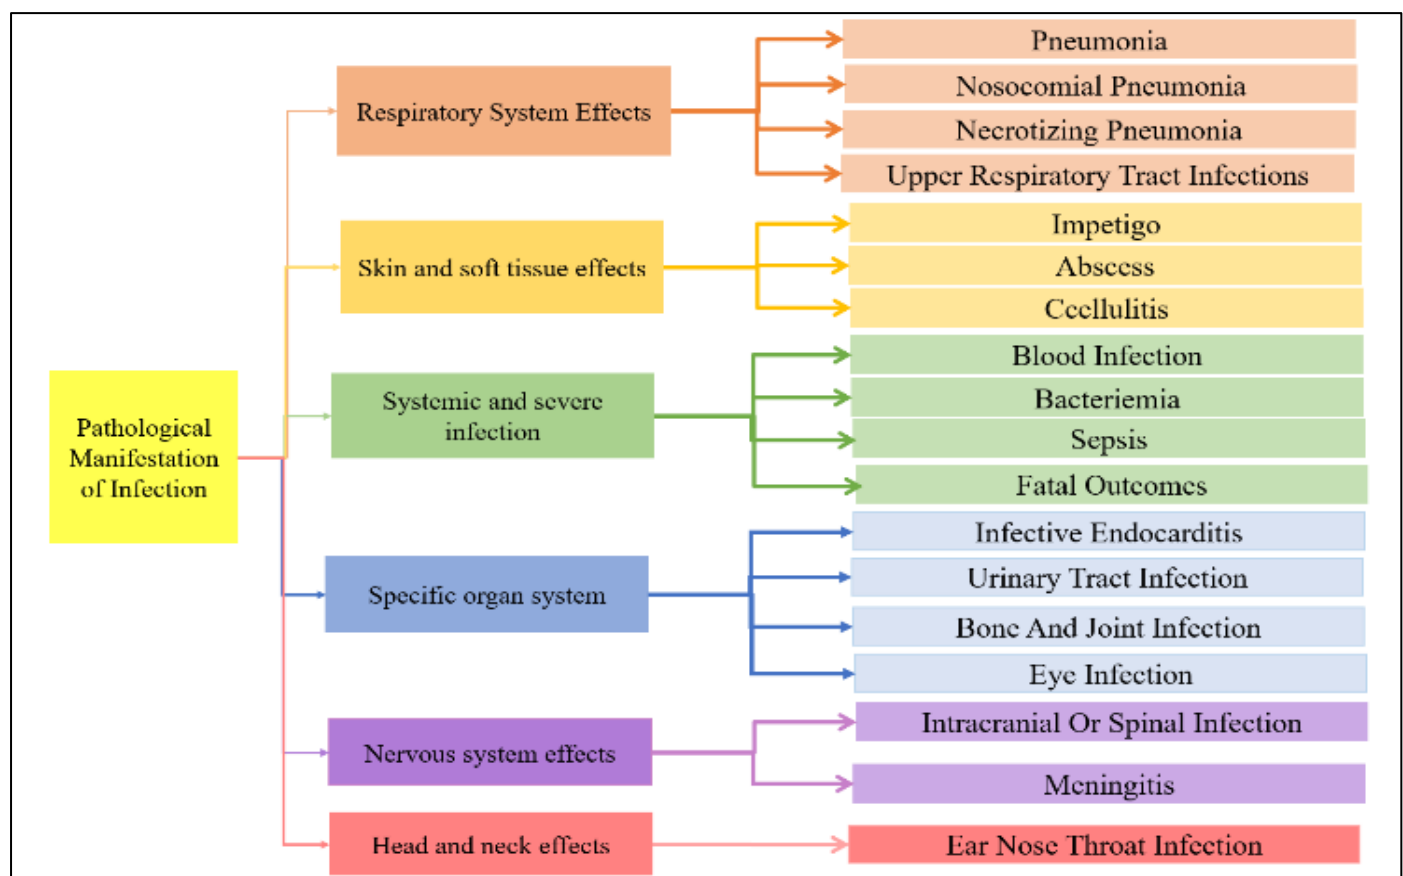 Pathological
Manifestation
of Infection
Respiratory System Effects
Pneumonia
Nosocomial Pneumonia
Necrotizing Pneumonia
Upper Respiratory Tract Infections
Skin and soft tissue effects
Impetigo
Abscess
Ceellulitis
Systemic and severe
infection
Blood Infection
Bacteriemia
Sepsis
Fatal Outcomes
Specific organ system
Infective Endocarditis
Urinary Tract Infection
Bone And Joint Infection
Eye Infection
Nervous system effects
Intracranial Or Spinal Infection
Meningitis
Head and neck effects
Ear Nose Throat Infection